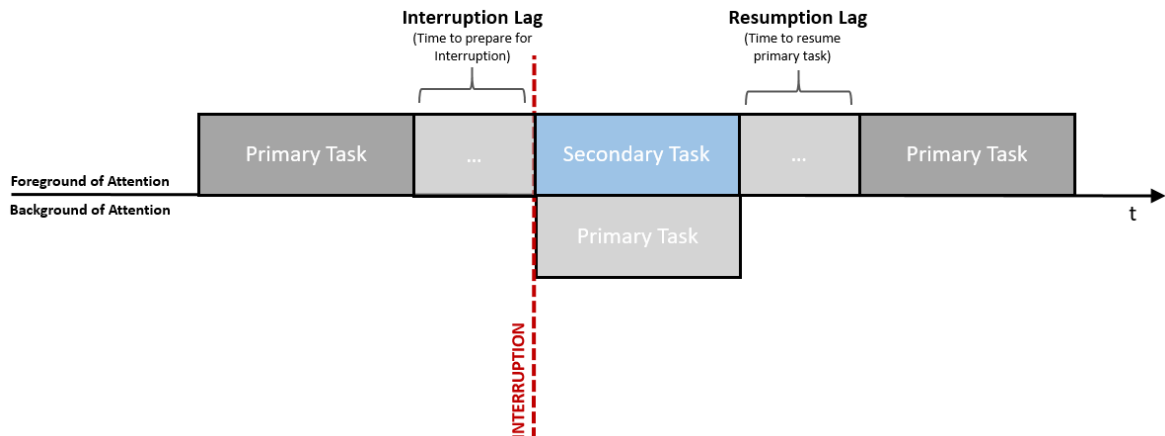 Interruption Lag
(Time to prepare for
Interruption)
Resumption Lag
(Time to resume
primary task)
Primary Task
...
Secondary Task
...
Primary Task
Foreground of Attention
Background of Attention
t
Primary Task
INTERRUPTION